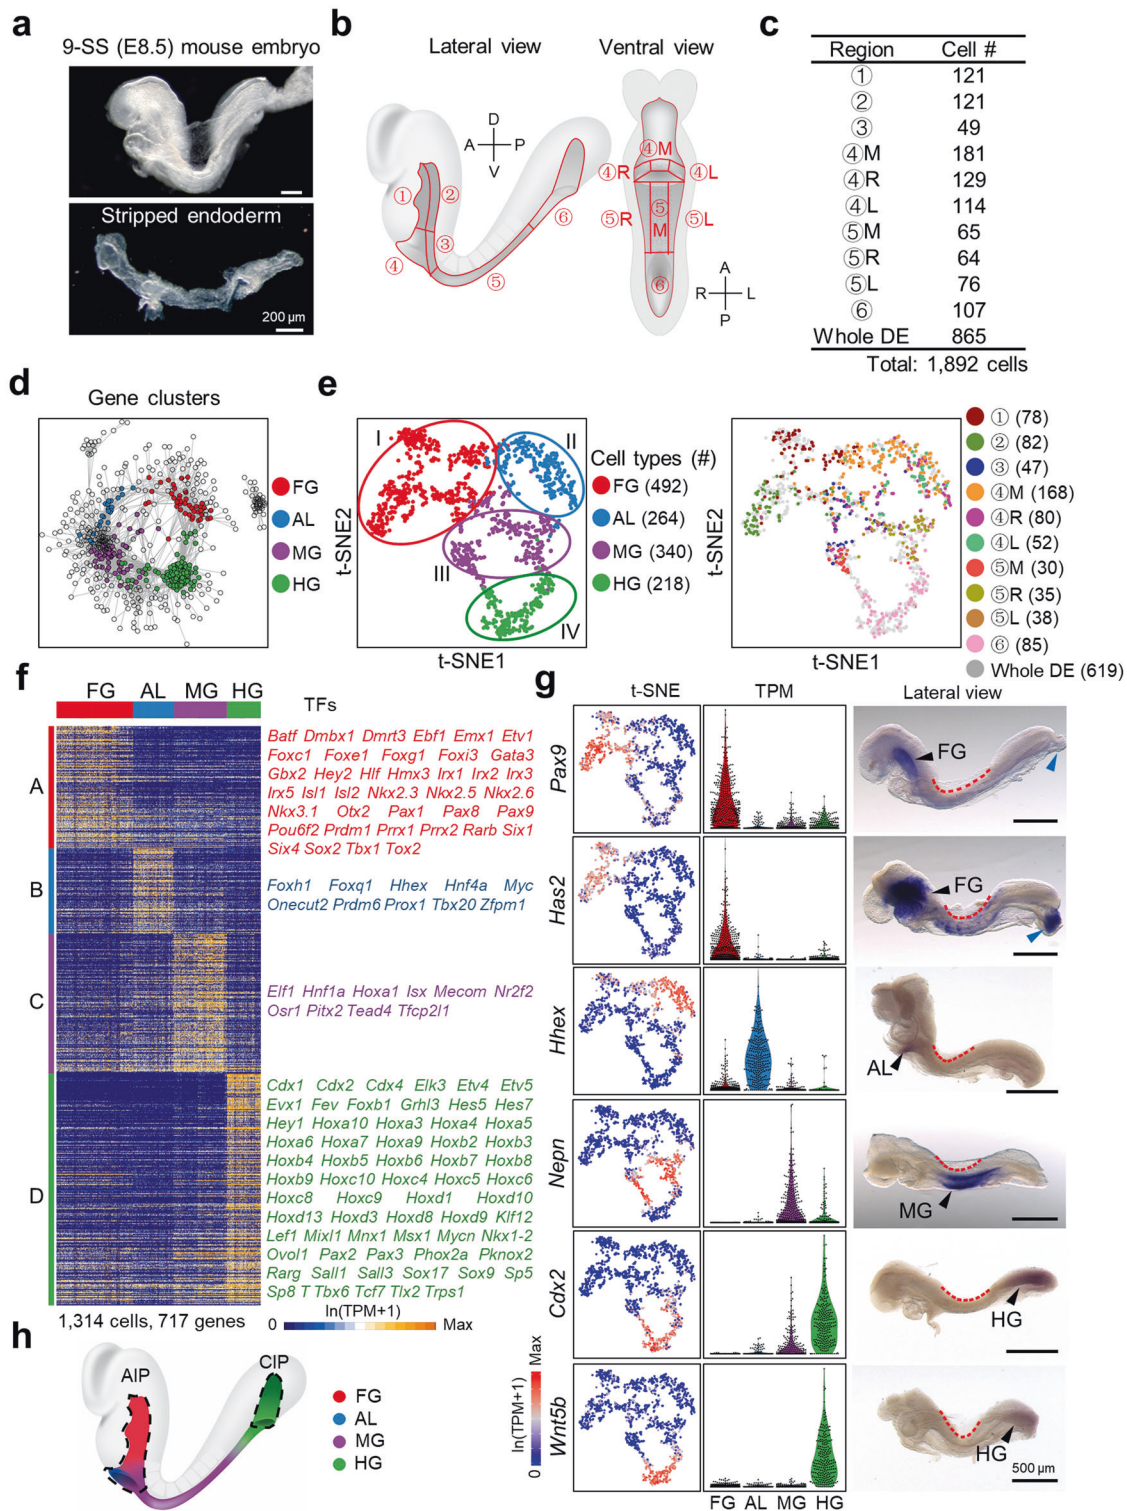 a
9-SS (E8.5) mouse embryo
Stripped endoderm
200 µm
b
Lateral view
Ventral view
D
A P
V
①
②
③
④
⑤
⑥
④M
④R
④L
⑤R
⑤
M
⑤L
⑥
A
R L
P
c
Region Cell #
① 121
② 121
③ 49
④M 181
④R 129
④L 114
⑤M 65
⑤R 64
⑤L 76
⑥ 107
Whole DE 865
Total: 1,892 cells
d
Gene clusters
FG
AL
MG
HG
e
I
II
III
IV
t-SNE2
t-SNE1
Cell types (#)
FG (492)
AL (264)
MG (340)
HG (218)
t-SNE2
t-SNE1
① (78)
② (82)
③ (47)
④M (168)
④R (80)
④L (52)
⑤M (30)
⑤R (35)
⑤L (38)
⑥ (85)
Whole DE (619)
f
FG AL MG HG
TFs
A
Batf Dmbx1 Dmrt3 Ebf1 Emx1 Etv1
Foxc1 Foxe1 Foxg1 Foxi3 Gata3
Gbx2 Hey2 Hlf Hmx3 Irx1 Irx2 Irx3
Irx5 Isl1 Isl2 Nkx2.3 Nkx2.5 Nkx2.6
Nkx3.1 Otx2 Pax1 Pax8 Pax9
Pou6f2 Prdm1 Prrx1 Prrx2 Rarb Six1
Six4 Sox2 Tbx1 Tox2
B
Foxh1 Foxq1 Hhex Hnf4a Myc
Onecut2 Prdm6 Prox1 Tbx20 Zfpm1
C
Elf1 Hnf1a Hoxa1 Isx Mecom Nr2f2
Osr1 Pitx2 Tead4 Tfcp2l1
D
Cdx1 Cdx2 Cdx4 Elk3 Etv4 Etv5
Evx1 Fev Foxb1 Grhl3 Hes5 Hes7
Hey1 Hoxa10 Hoxa3 Hoxa4 Hoxa5
Hoxa6 Hoxa7 Hoxa9 Hoxb2 Hoxb3
Hoxb4 Hoxb5 Hoxb6 Hoxb7 Hoxb8
Hoxb9 Hoxc10 Hoxc4 Hoxc5 Hoxc6
Hoxc8 Hoxc9 Hoxd1 Hoxd10
Hoxd13 Hoxd3 Hoxd8 Hoxd9 Klf12
Lef1 Mixl1 Mnx1 Msx1 Mycn Nkx1-2
Ovol1 Pax2 Pax3 Phox2a Pknox2
Rarg Sall1 Sall3 Sox17 Sox9 Sp5
Sp8 T Tbx6 Tcf7 Tlx2 Trps1
1,314 cells, 717 genes
ln(TPM+1)
0 Max
g
t-SNE TPM Lateral view
Pax9
FG
Has2
FG
Hhex
AL
Nepn
MG
Cdx2
HG
Wnt5b
HG
500 µm
0 ln(TPM+1) Max
FG AL MG HG
h
AIP
CIP
FG
AL
MG
HG